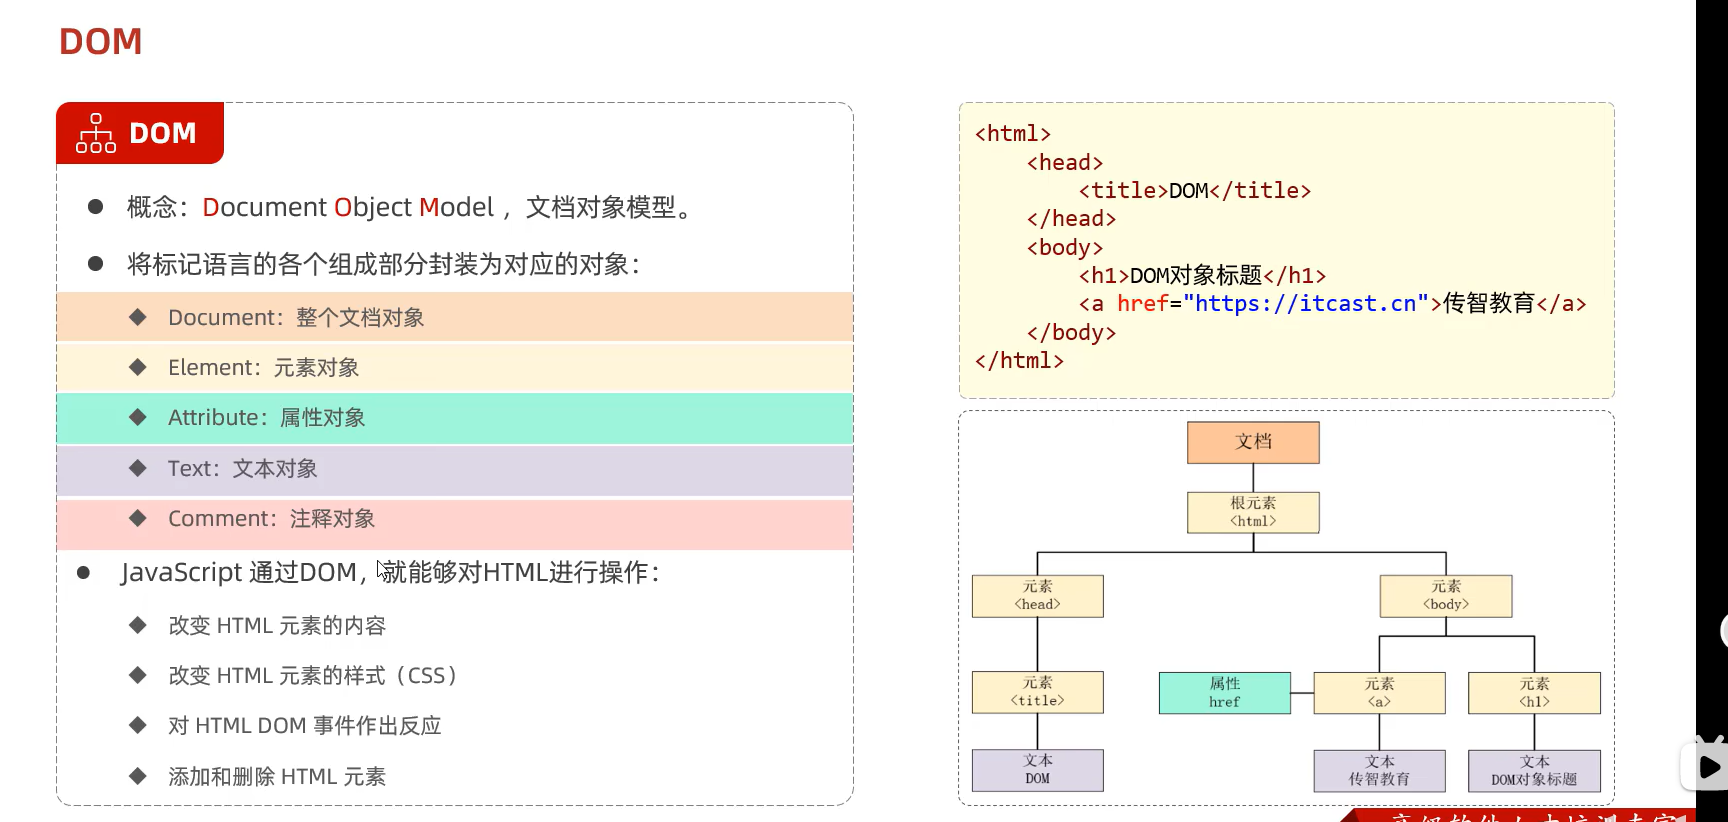 DOM
DOM
概念：Document Object Model ，文档对象模型。
将标记语言的各个组成部分封装为对应的对象：
Document：整个文档对象
Element：元素对象
Attribute：属性对象
Text：文本对象
Comment：注释对象
JavaScript 通过DOM，就能够对HTML进行操作：
改变 HTML 元素的内容
改变 HTML 元素的样式（CSS）
对 HTML DOM 事件作出反应
添加和删除 HTML 元素
<html>
<head>
<title>DOM</title>
</head>
<body>
<h1>DOM对象标题</h1>
<a href="https://itcast.cn">传智教育</a>
</body>
</html>
文档
根元素
<html>
元素
<head>
元素
<body>
元素
<title>
属性
href
元素
<a>
元素
<h1>
文本
DOM
文本
传智教育
文本
DOM对象标题